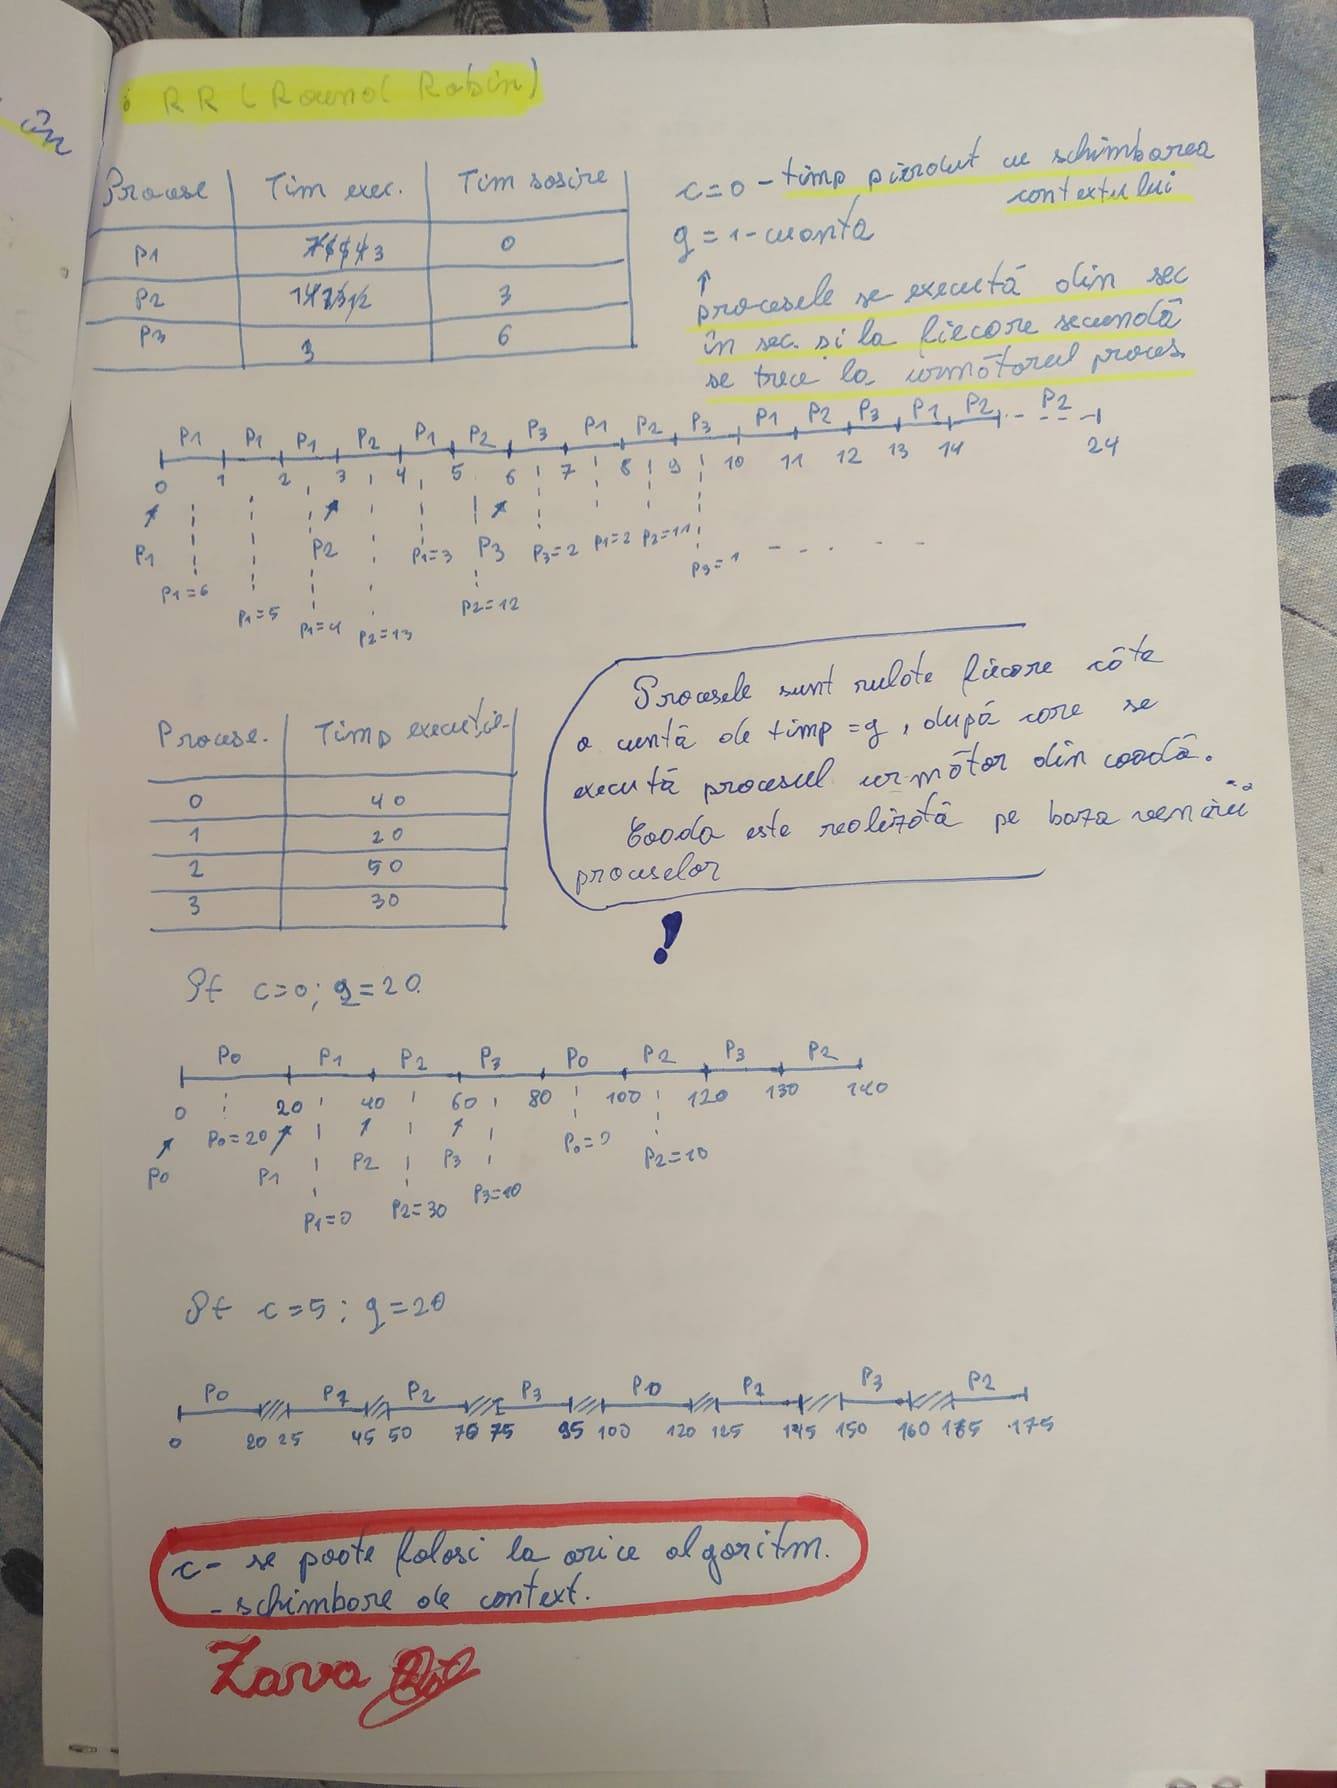 în
RR (Round Robin)
Procese Tim exec. Tim sosire
P1 7 6 5 4 3 0
P2 14 13 12 3
P3 3 6
c=0 - timp pierdut cu schimbarea
contextului
q = 1 - cuanta
procesele se execută din sec
în sec. și la fiecare secundă
se trece la următorul proces.
P1 P1 P1 P2 P1 P2 P3 P1 P2 P3 P1 P2 P3 P1 P2 P2
0 1 2 3 4 5 6 7 8 9 10 11 12 13 14 24
P1 P2 P1=3 P3 P3=2 P1=2 P2=11 P3=1
P1=6 P1=5 P1=4 P2=13 P2=12
Procesele sunt rulate fiecare câte
o cuntă de timp = q, după care se
execută procesul următor din coadă.
Coada este realizată pe baza venirii
proceselor
!
Procese. Timp execuție
0 40
1 20
2 50
3 30
Pt c=0; q=20.
P0 P1 P2 P3 P0 P2 P3 P2
0 20 40 60 80 100 120 130 140
P0=20 P0=0 P2=10
P0 P1 P2 P3
P1=0 P2=30 P3=10
Pt c=5; q=20
P0 P1 P2 P3 P0 P2 P3 P2
0 20 25 45 50 70 75 95 100 120 125 145 150 160 165 175
c - se poate folosi la orice algoritm.
- schimbare de context.
Zarva